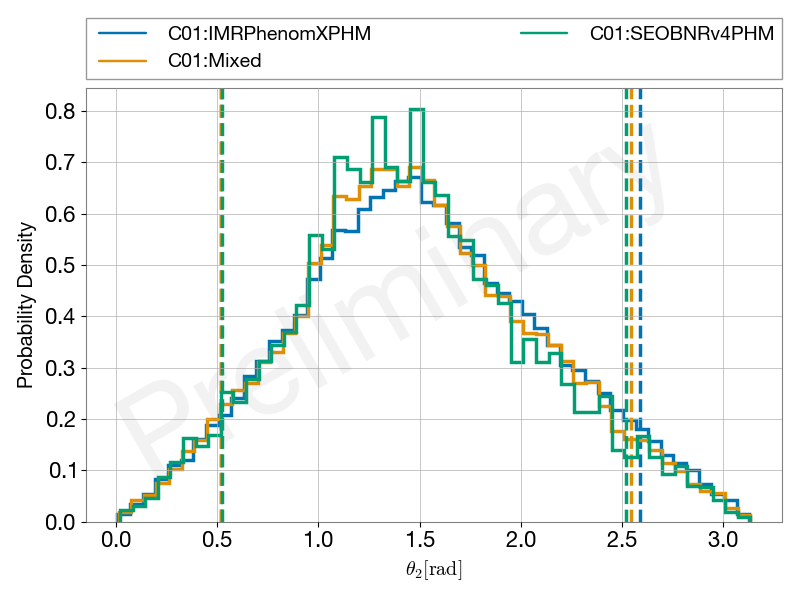 C01:IMRPhenomXPHM
C01:Mixed
C01:SEOBNRv4PHM
Preliminary
Probability Density
0.8
0.7
0.6
0.5
0.4
0.3
0.2
0.1
0.0
0.0 0.5 1.0 1.5 2.0 2.5 3.0
θ₂[rad]